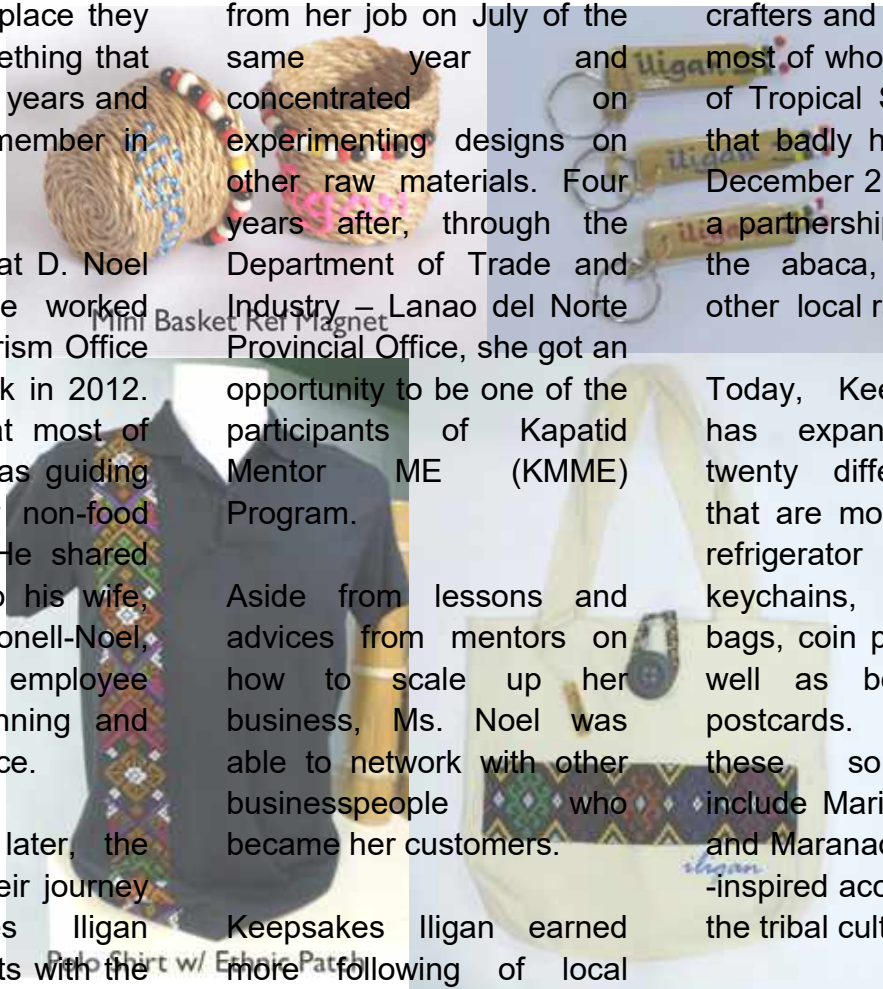 place they
ething that
years and
member in
at D. Noel
e worked
rism Office
k in 2012.
at most of
as guiding
non-food
He shared
o his wife,
onell-Noel,
employee
nning and
ce.
later, the
eir journey
es Iligan
ts with the
from her job on July of the
same year and
concentrated on
experimenting designs on
other raw materials. Four
years after, through the
Department of Trade and
Industry – Lanao del Norte
Provincial Office, she got an
opportunity to be one of the
participants of Kapatid
Mentor ME (KMME)
Program.
Aside from lessons and
advices from mentors on
how to scale up her
business, Ms. Noel was
able to network with other
businesspeople who
became her customers.
Keepsakes Iligan earned
more following of local
crafters and
most of who
of Tropical S
that badly h
December 2
a partnership
the abaca,
other local r
Today, Kee
has expan
twenty diffe
that are mo
refrigerator
keychains,
bags, coin p
well as be
postcards.
these so
include Mari
and Maranao
-inspired acc
the tribal cult
iligan
iligan
iligan
iligan
Mini Basket Ref Magnet
Polo Shirt w/ Ethnic Patch
iligan